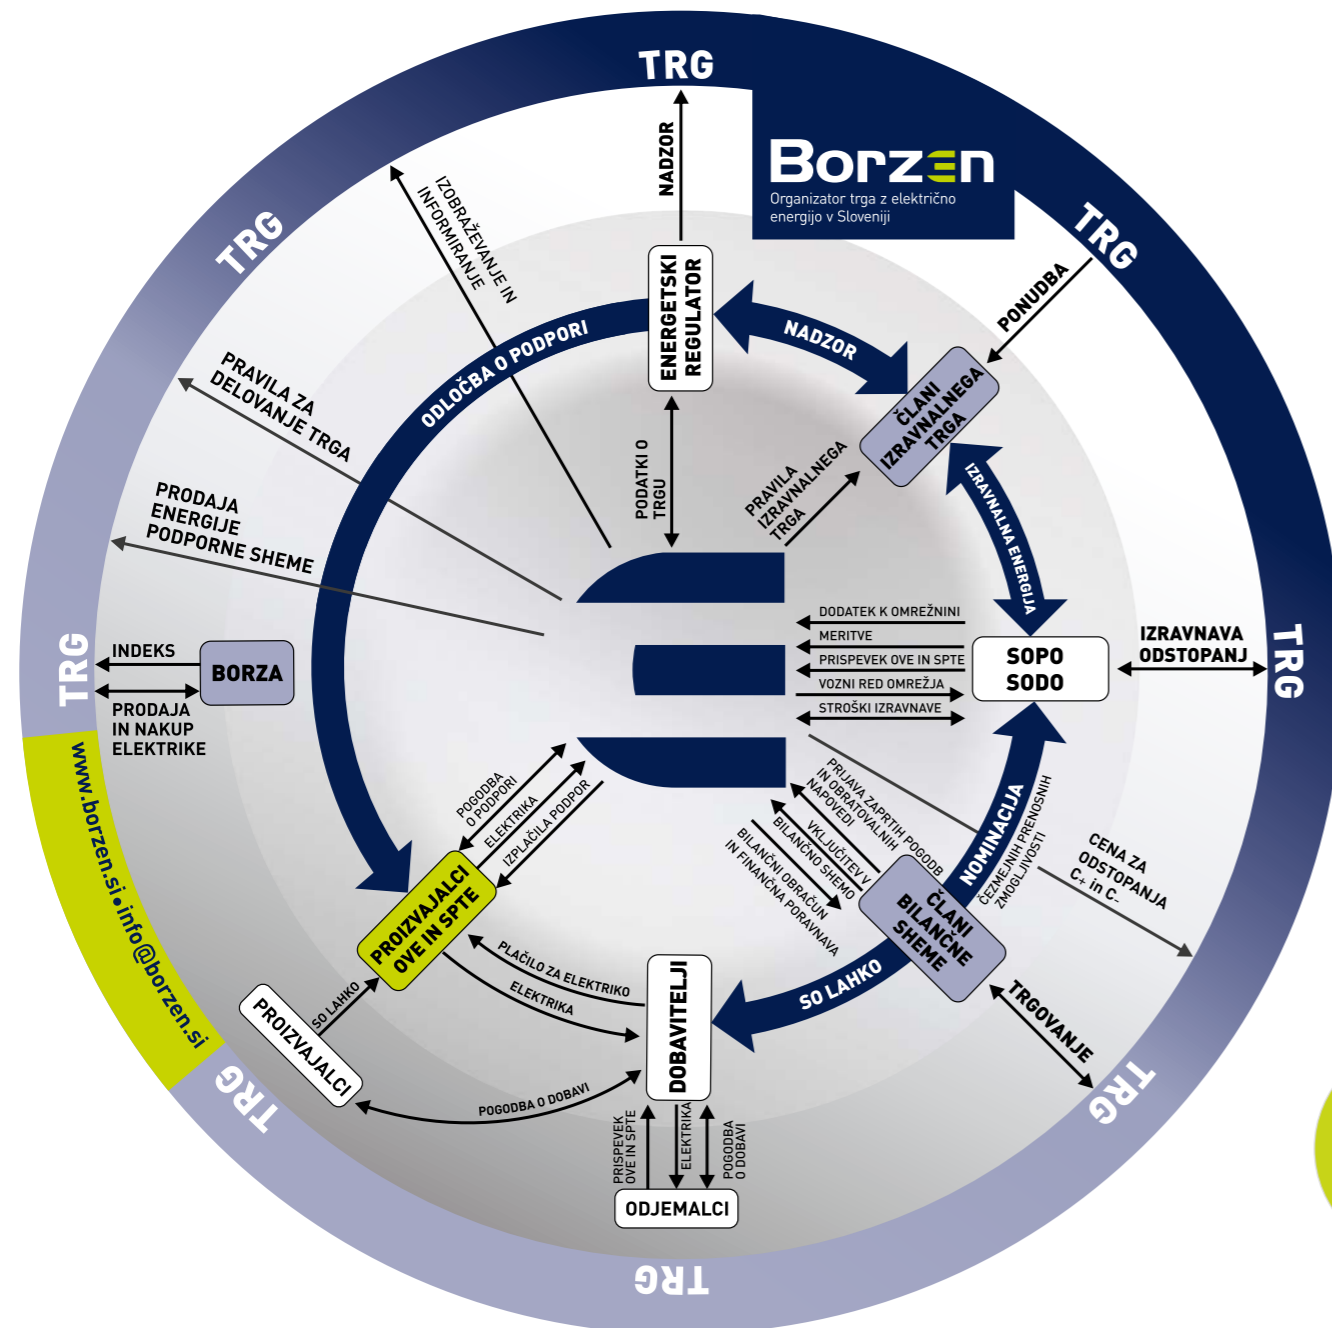 TRG
Borzen
Organizator trga z električno
energijo v Sloveniji
TRG
TRG
NADZOR
IZOBRAŽEVANJE IN
INFORMIRANJE
PONUDBA
ENERGETSKI
REGULATOR
NADZOR
ODLOČBA O PODPORI
ČLANI
IZRAVNALNEGA
TRGA
PRAVILA ZA
DELOVANJE TRGA
PODATKI O
TRGU
PRAVILA
IZRAVNALNEGA
TRGA
IZRAVNALNA ENERGIJA
PRODAJA
ENERGIJE
PODPORNE SHEME
DODATEK K OMREŽNINI
MERITVE
PRISPEVEK OVE IN SPTE
VOZNI RED OMREŽJA
STROŠKI IZRAVNAVE
SOPO
SODO
IZRAVNAVA
ODSTOPANJ
TRG
TRG
INDEKS
BORZA
PRODAJA
IN NAKUP
ELEKTRIKE
www.borzen.si•info@borzen.si
POGODBA
O PODPORI
ELEKTRIKA
IZPLAČILA PODPOR
PRIJAVA ZAPRTIH POGODB
IN OBRATOVALNIH
NAPOVEDI
VKLJUČITEV V
BILANČNO SHEMO
BILANČNI OBRAČUN
IN FINANČNA PORAVNAVA
NOMINACIJA
ČEZMEJNIH PRENOSNIH
ZMOGLJIVOSTI
CENA ZA
ODSTOPANJA
C+ in C-
PROIZVAJALCI
OVE IN SPTE
ČLANI
BILANČNE
SHEME
SO LAHKO
TRGOVANJE
PLAČILO ZA ELEKTRIKO
ELEKTRIKA
DOBAVITELJI
SO LAHKO
PROIZVAJALCI
POGODBA O DOBAVI
TRG
TRG
PRISPEVEK
OVE IN SPTE
ELEKTRIKA
POGODBA
O DOBAVI
ODJEMALCI
TRG